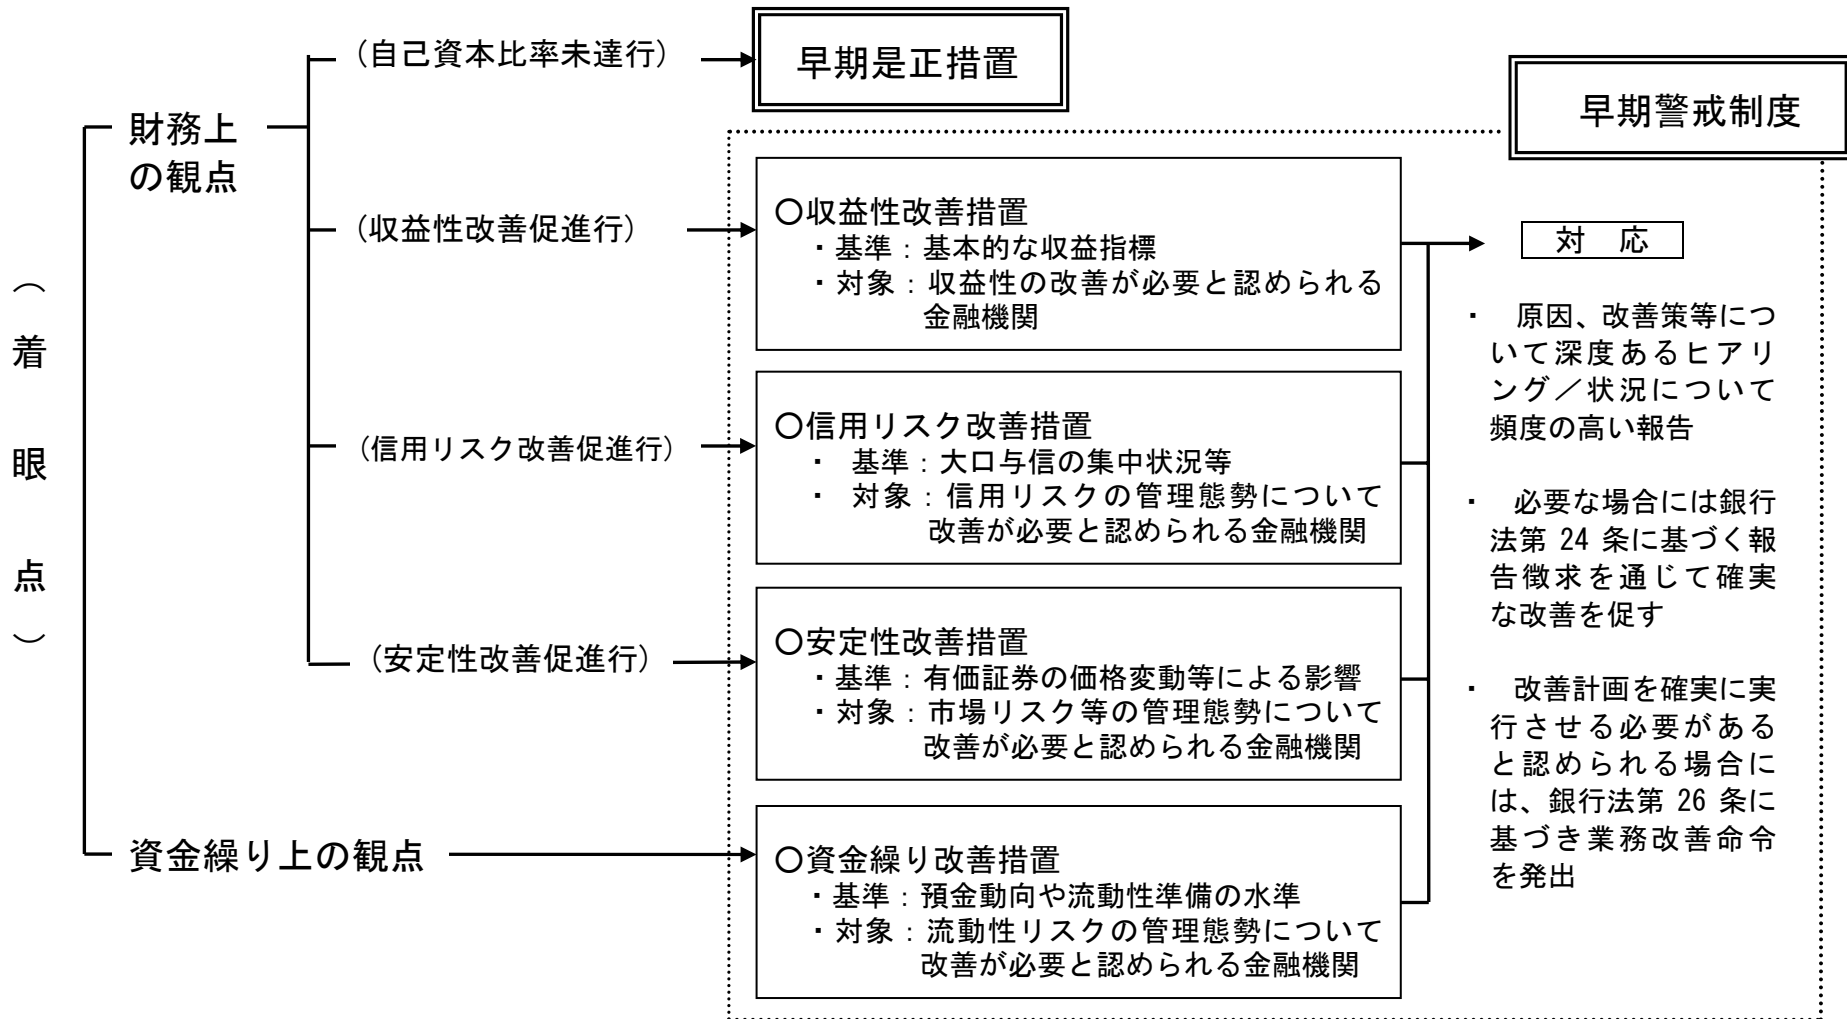 （着眼点）
財務上
の観点
（自己資本比率未達行）
早期是正措置
早期警戒制度
（収益性改善促進行）
○収益性改善措置
・基準：基本的な収益指標
・対象：収益性の改善が必要と認められる
金融機関
（信用リスク改善促進行）
○信用リスク改善措置
・ 基準：大口与信の集中状況等
・ 対象：信用リスクの管理態勢について
改善が必要と認められる金融機関
（安定性改善促進行）
○安定性改善措置
・基準：有価証券の価格変動等による影響
・対象：市場リスク等の管理態勢について
改善が必要と認められる金融機関
資金繰り上の観点
○資金繰り改善措置
・基準：預金動向や流動性準備の水準
・対象：流動性リスクの管理態勢について
改善が必要と認められる金融機関
対 応
・ 原因、改善策等につ
いて深度あるヒアリ
ング／状況について
頻度の高い報告
・ 必要な場合には銀行
法第 24 条に基づく報
告徴求を通じて確実
な改善を促す
・ 改善計画を確実に実
行させる必要がある
と認められる場合に
は、銀行法第 26 条に
基づき業務改善命令
を発出